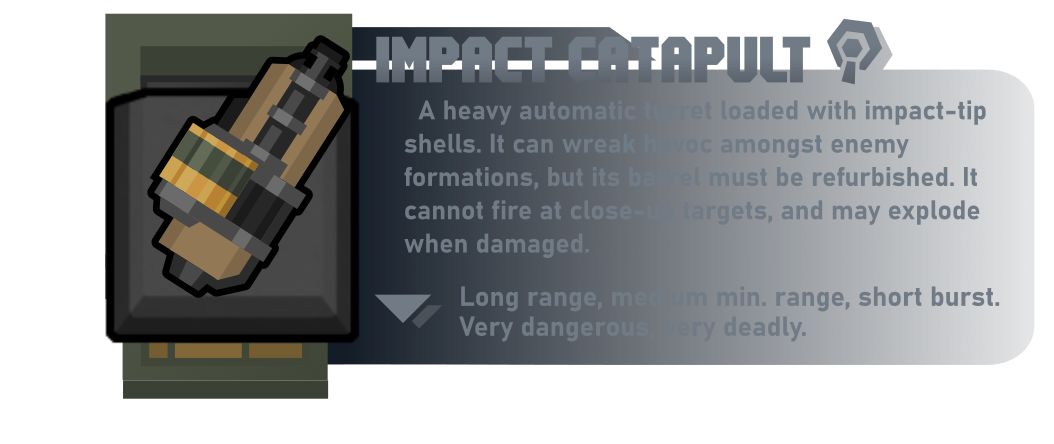 IMPACT CATAPULT
A heavy automatic turret loaded with impact-tip
shells. It can wreak havoc amongst enemy
formations, but its barrel must be refurbished. It
cannot fire at close-up targets, and may explode
when damaged.
Long range, medium min. range, short burst.
Very dangerous, very deadly.